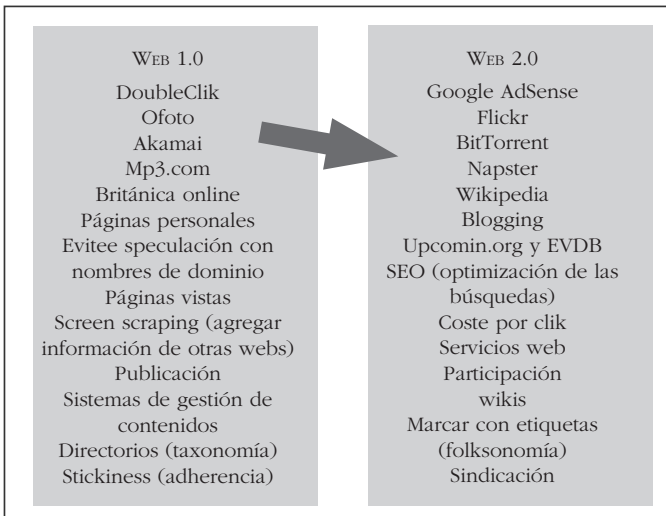 WEB 1.0
DoubleClik
Ofoto
Akamai
Mp3.com
Británica online
Páginas personales
Evitee speculación con
nombres de dominio
Páginas vistas
Screen scraping (agregar
información de otras webs)
Publicación
Sistemas de gestión de
contenidos
Directorios (taxonomía)
Stickiness (adherencia)
WEB 2.0
Google AdSense
Flickr
BitTorrent
Napster
Wikipedia
Blogging
Upcomin.org y EVDB
SEO (optimización de las
búsquedas)
Coste por clik
Servicios web
Participación
wikis
Marcar con etiquetas
(folksonomía)
Sindicación